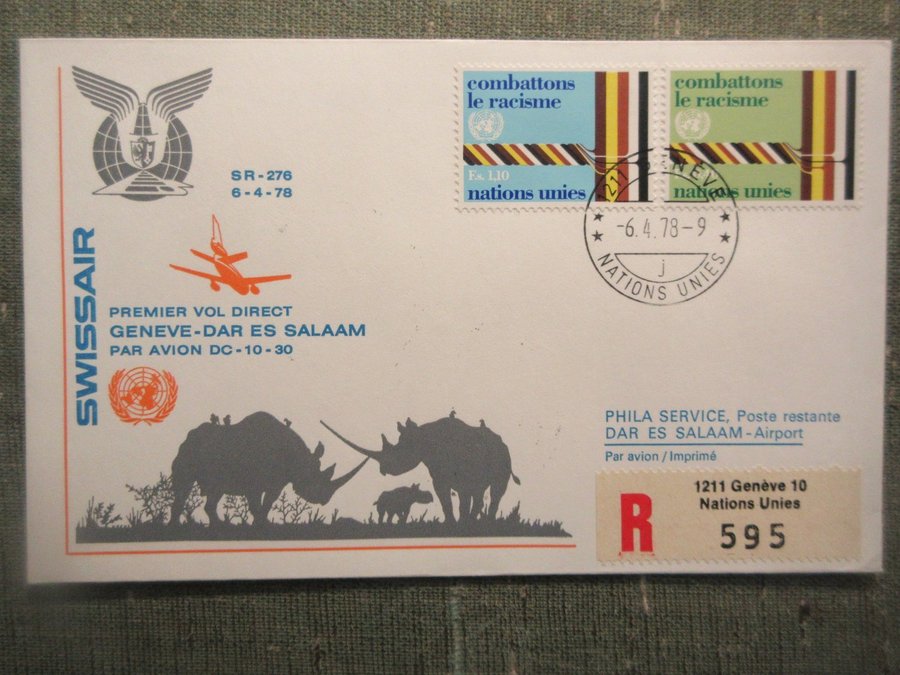 SR-276
6-4-78
SWISSAIR
PREMIER VOL DIRECT
GENEVE-DAR ES SALAAM
PAR AVION DC-10-30
combattons
le racisme
F.s. 1,10
nations unies
combattons
le racisme
nations unies
1211 GENÈVE
-6.4.78-9
j
NATIONS UNIES
PHILA SERVICE, Poste restante
DAR ES SALAAM-Airport
Par avion / Imprimé
R
1211 Genève 10
Nations Unies
595